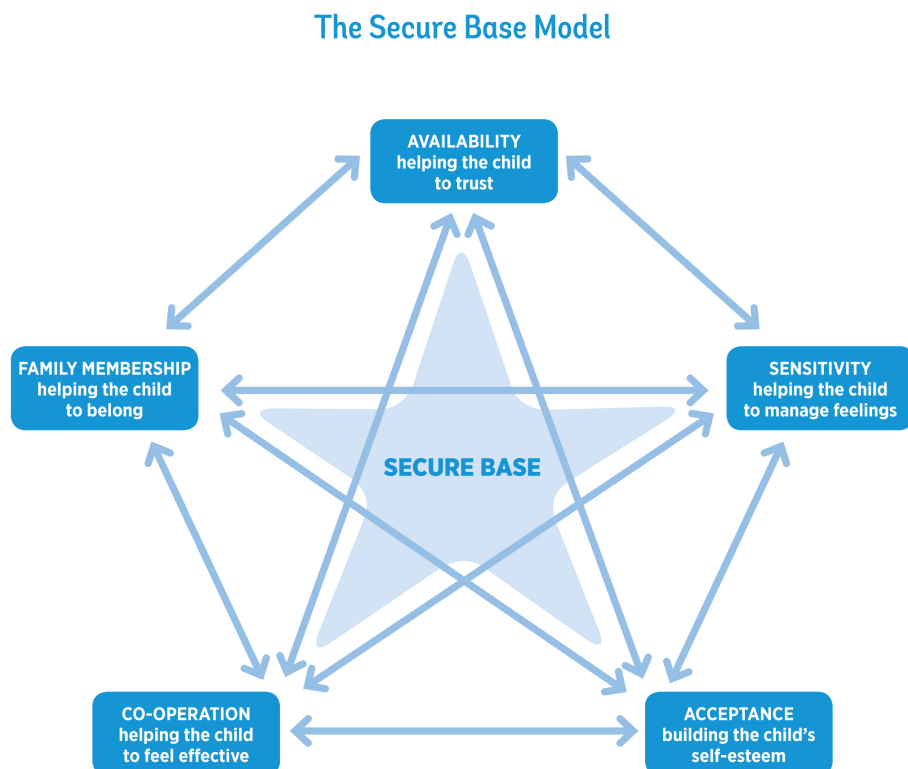 The Secure Base Model
AVAILABILITY
helping the child
to trust
FAMILY MEMBERSHIP
helping the child
to belong
SENSITIVITY
helping the child
to manage feelings
SECURE BASE
CO-OPERATION
helping the child
to feel effective
ACCEPTANCE
building the child’s
self-esteem